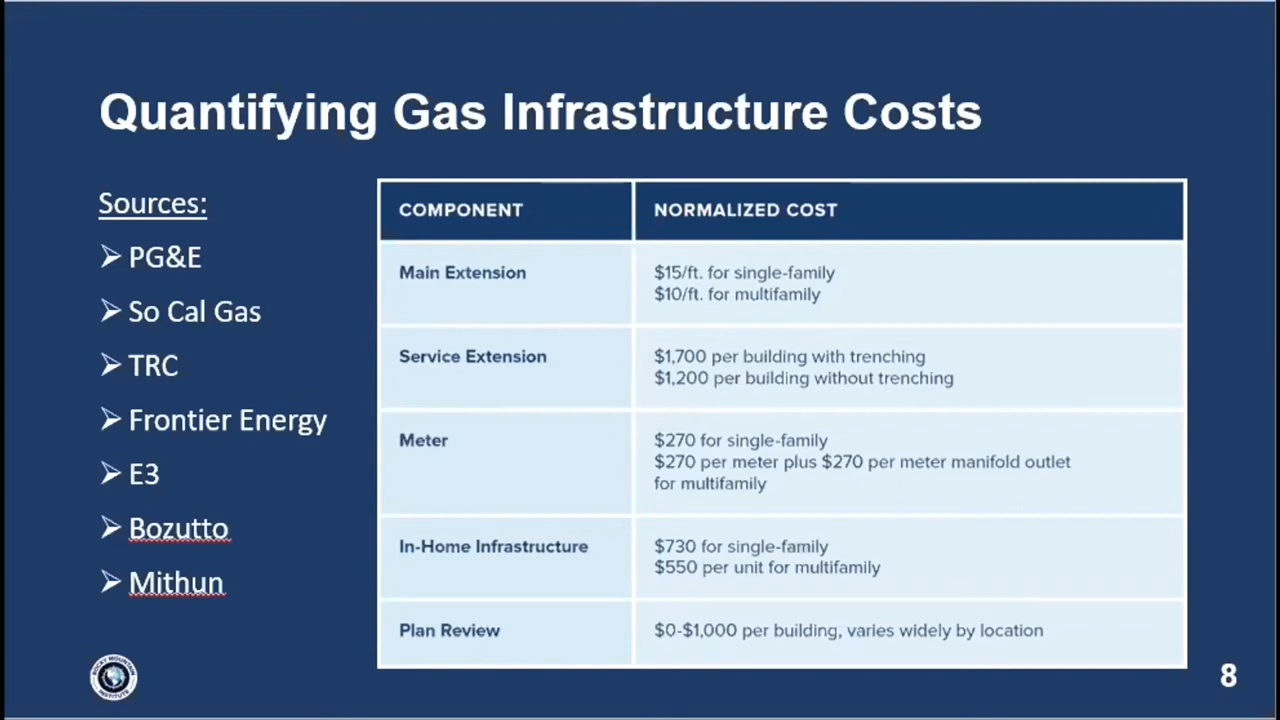 Quantifying Gas Infrastructure Costs
Sources:
PG&E
So Cal Gas
TRC
Frontier Energy
E3
Bozutto
Mithun
COMPONENT
NORMALIZED COST
Main Extension
$15/ft. for single-family
$10/ft. for multifamily
Service Extension
$1,700 per building with trenching
$1,200 per building without trenching
Meter
$270 for single-family
$270 per meter plus $270 per meter manifold outlet
for multifamily
In-Home Infrastructure
$730 for single-family
$550 per unit for multifamily
Plan Review
$0-$1,000 per building, varies widely by location
ROCKY MOUNTAIN
INSTITUTE
8